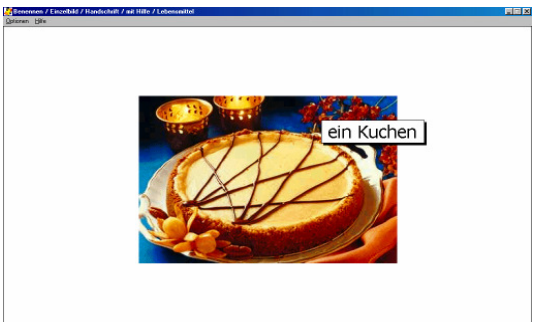 Benennen / Einzelbild / Handschrift / mit Hilfe / Lebensmittel
Optionen Hilfe
ein Kuchen